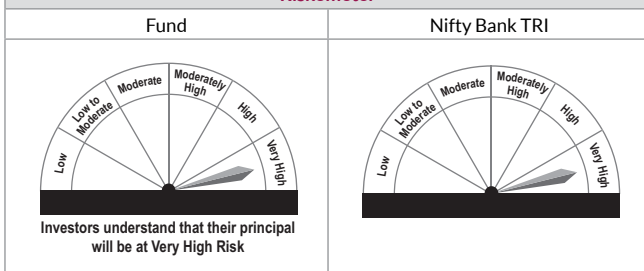 Fund
Nifty Bank TRI
Low
Low to
Moderate
Moderate
Moderately
High
High
Very High
Investors understand that their principal
will be at Very High Risk
Low
Low to
Moderate
Moderate
Moderately
High
High
Very High